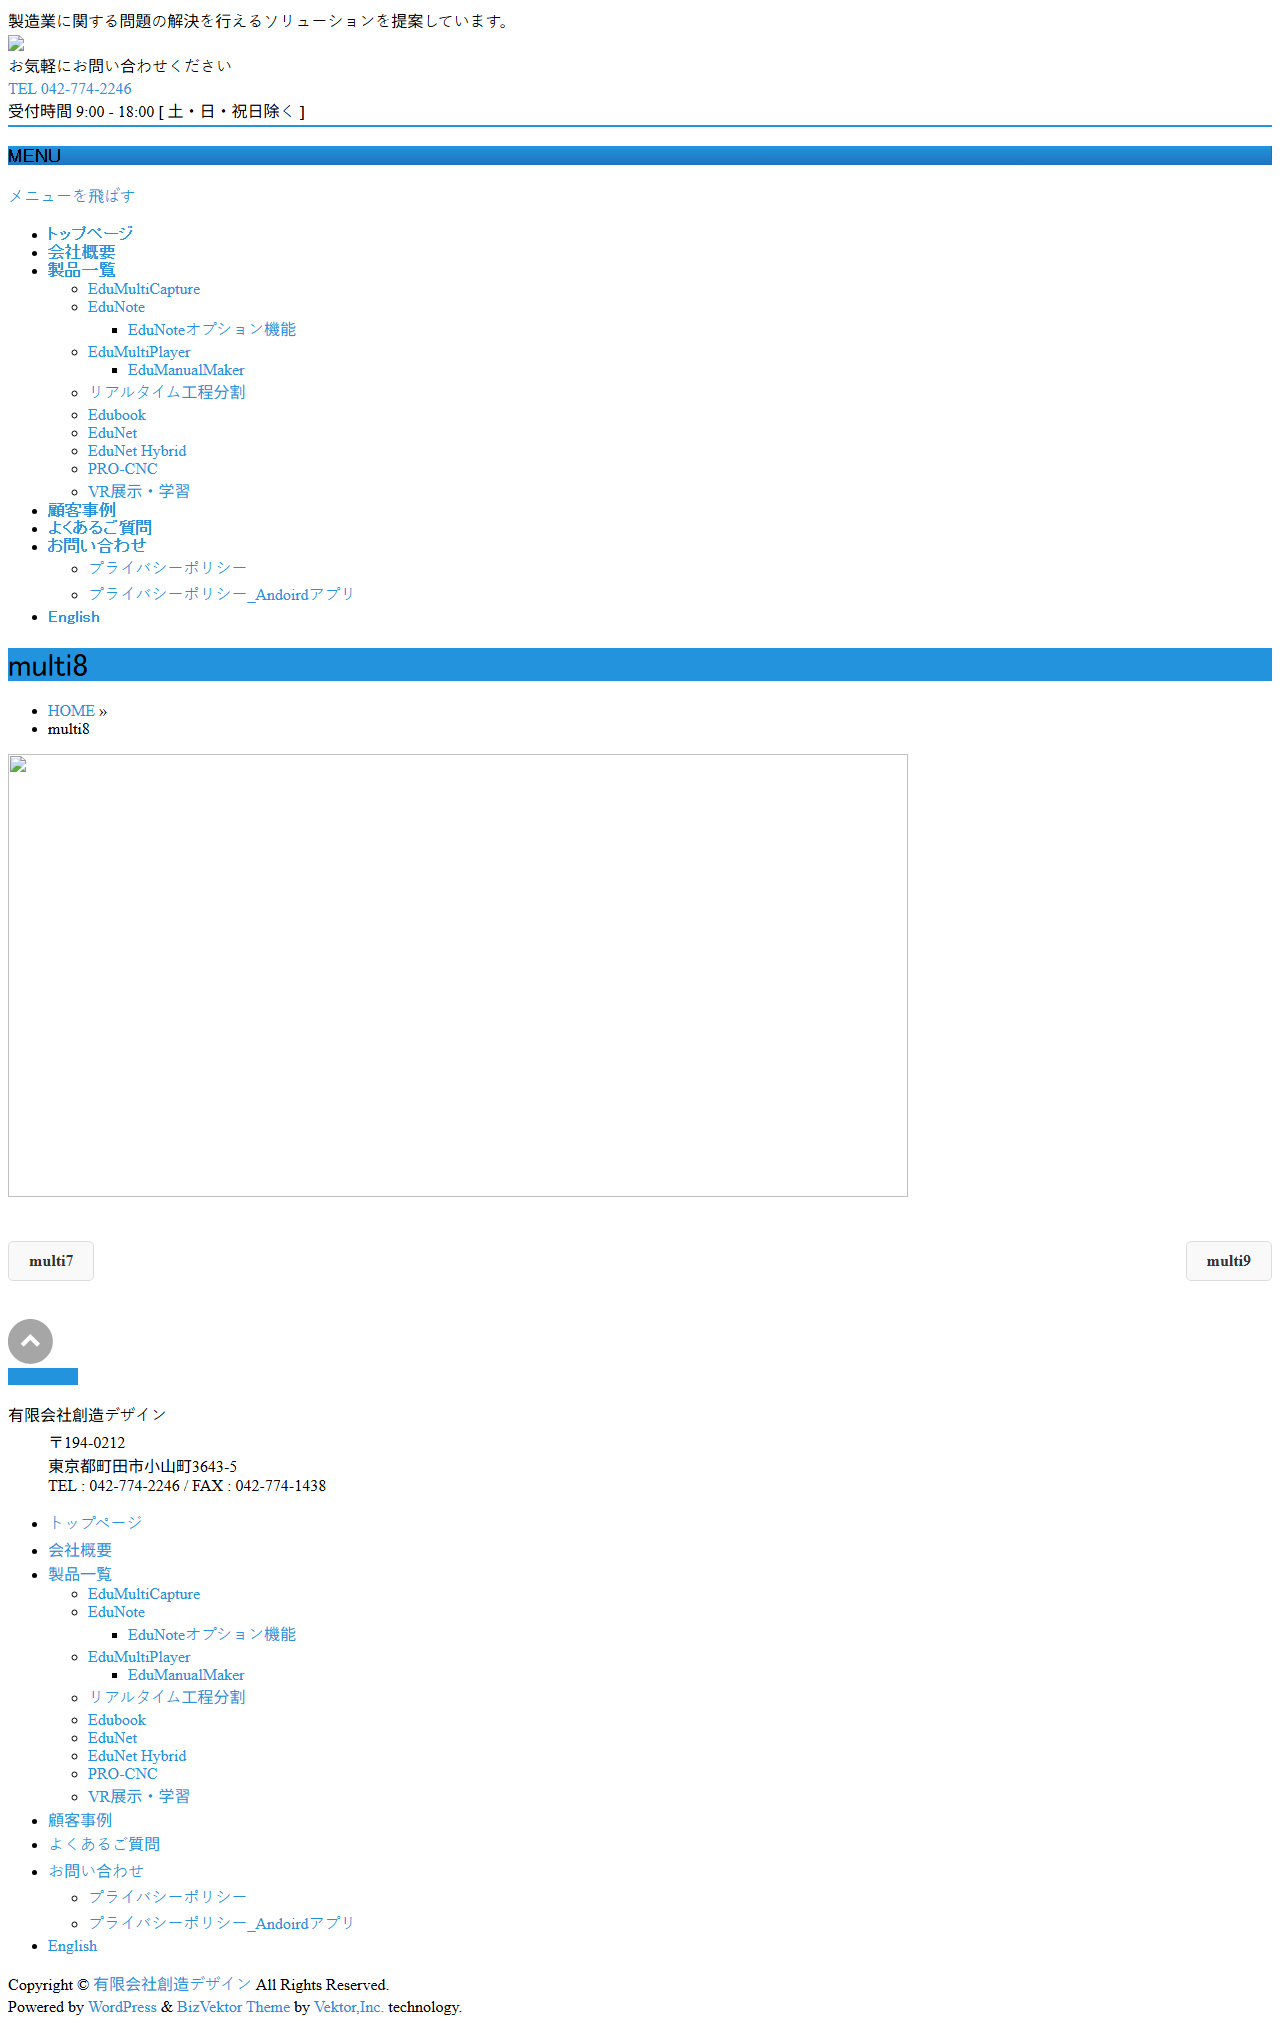 製造業に関する問題の解決を行えるソリューションを提案しています。
お気軽にお問い合わせください
TEL 042-774-2246
受付時間 9:00 - 18:00 [ 土・日・祝日除く ]
MENU
メニューを飛ばす
トップページ
会社概要
製品一覧
EduMultiCapture
EduNote
EduNoteオプション機能
EduMultiPlayer
EduManualMaker
リアルタイム工程分割
Edubook
EduNet
EduNet Hybrid
PRO-CNC
VR展示・学習
顧客事例
よくあるご質問
お問い合わせ
プライバシーポリシー
プライバシーポリシー_Andoirdアプリ
English
multi8
HOME »
multi8
multi7 multi9
有限会社創造デザイン
〒194-0212
東京都町田市小山町3643-5
TEL : 042-774-2246 / FAX : 042-774-1438
トップページ
会社概要
製品一覧
EduMultiCapture
EduNote
EduNoteオプション機能
EduMultiPlayer
EduManualMaker
リアルタイム工程分割
Edubook
EduNet
EduNet Hybrid
PRO-CNC
VR展示・学習
顧客事例
よくあるご質問
お問い合わせ
プライバシーポリシー
プライバシーポリシー_Andoirdアプリ
English
Copyright © 有限会社創造デザイン All Rights Reserved.
Powered by WordPress & BizVektor Theme by Vektor,Inc. technology.